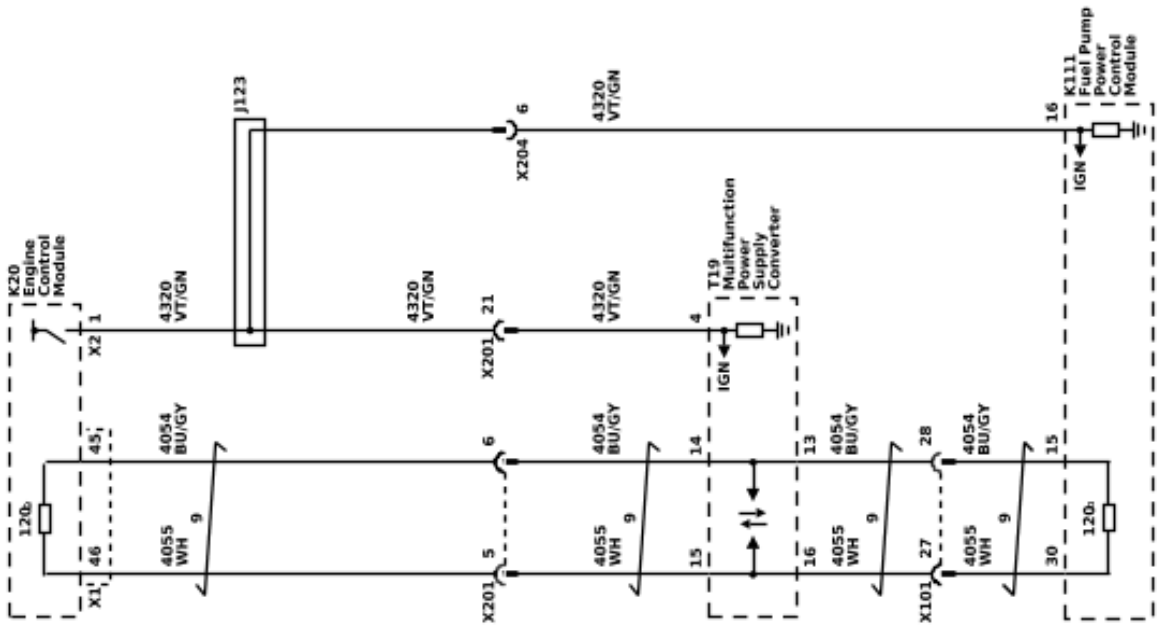 K20
Engine
Control
Module
120Ω
X1
46
45
X2
1
4055
WH
4054
BU/GY
4320
VT/GN
9
J123
4320
VT/GN
X201
5
6
X201
21
X204
6
4055
WH
4054
BU/GY
4320
VT/GN
4320
VT/GN
9
15
14
4
T19
Multifunction
Power
Supply
Converter
IGN
16
13
4055
WH
4054
BU/GY
9
X101
27
28
4055
WH
4054
BU/GY
9
30
15
16
K111
Fuel Pump
Power
Control
Module
IGN
120Ω